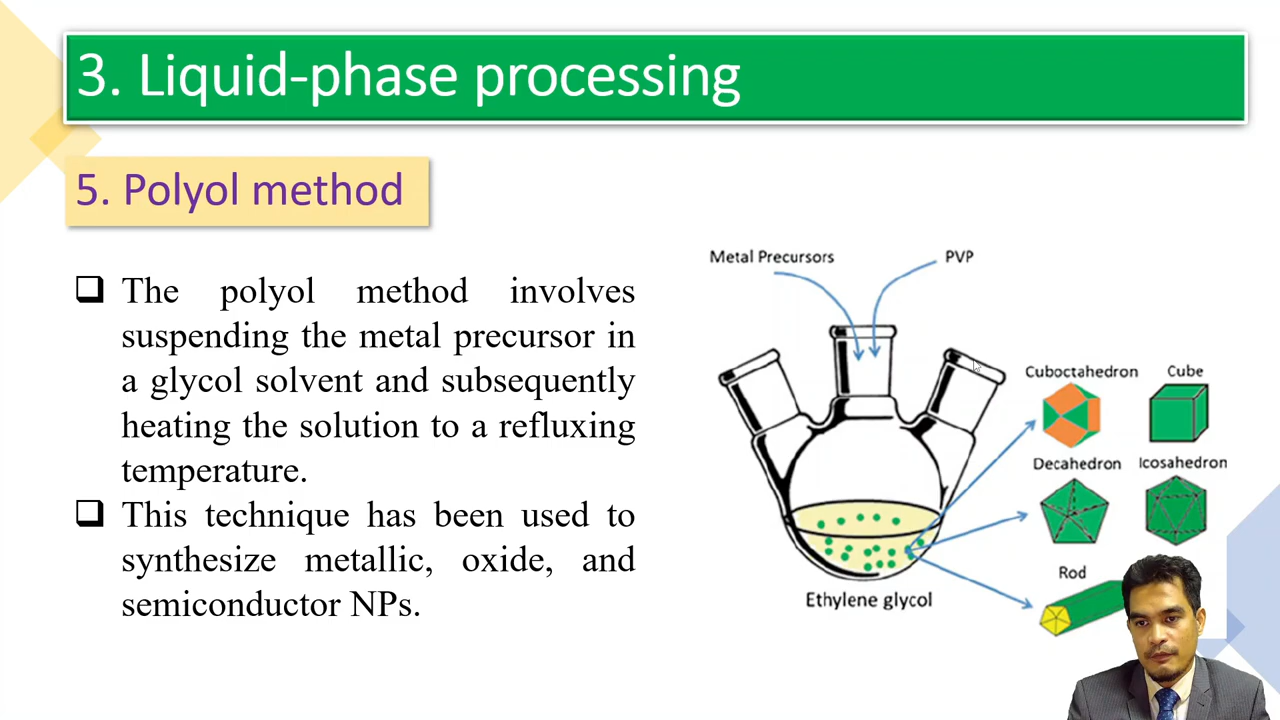 3. Liquid-phase processing
5. Polyol method
❑ The polyol method involves
suspending the metal precursor in
a glycol solvent and subsequently
heating the solution to a refluxing
temperature.
❑ This technique has been used to
synthesize metallic, oxide, and
semiconductor NPs.
Metal Precursors
PVP
Cuboctahedron
Cube
Decahedron
Icosahedron
Rod
Ethylene glycol